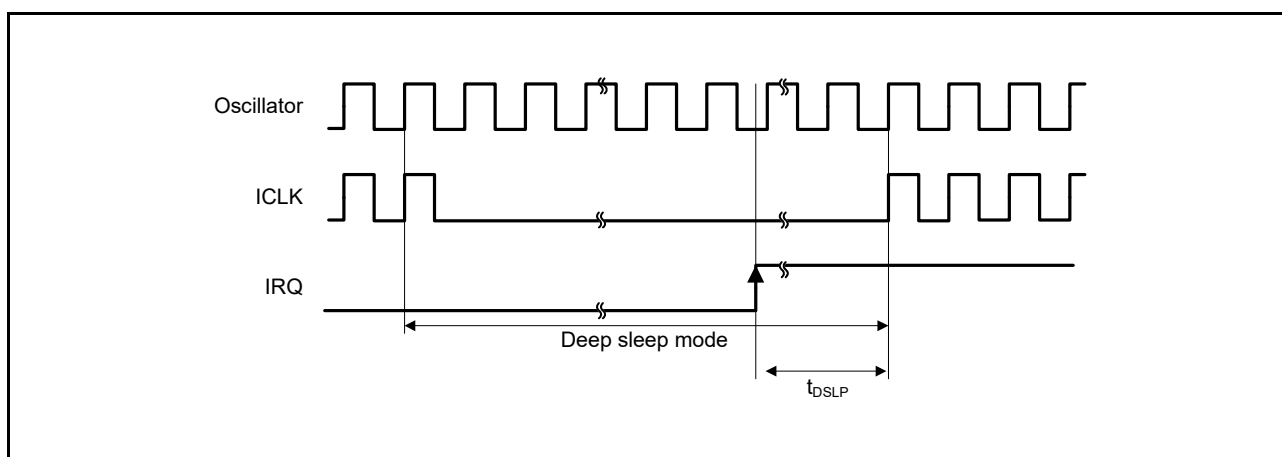 Oscillator
ICLK
IRQ
Deep sleep mode
tDSLP